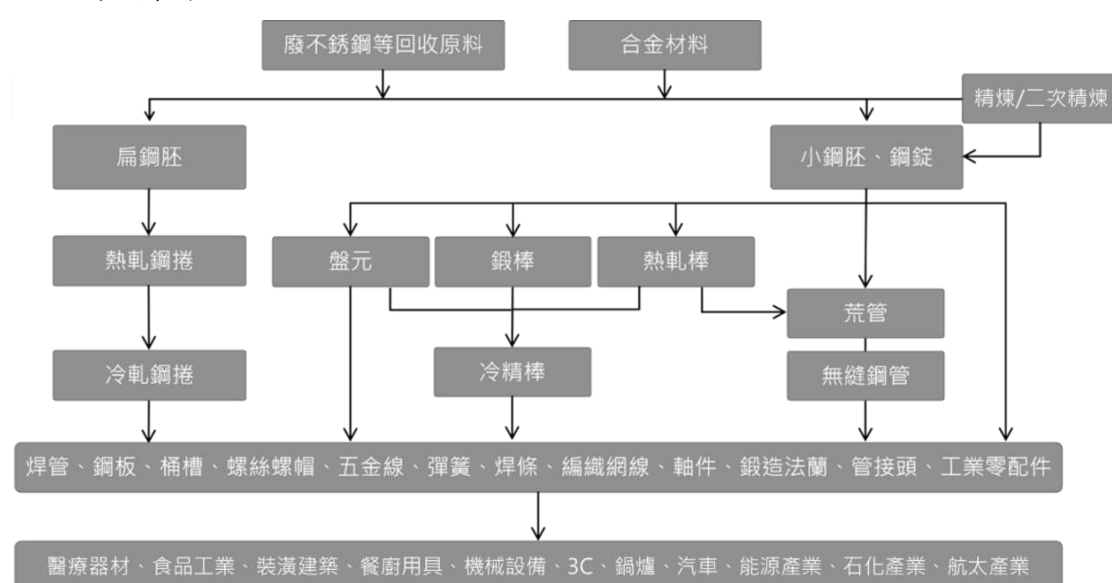 廢不銹鋼等回收原料
合金材料
精煉/二次精煉
扁鋼胚
小鋼胚、鋼錠
熱軋鋼捲
盤元
鍛棒
熱軋棒
荒管
冷軋鋼捲
冷精棒
無縫鋼管
焊管、鋼板、桶槽、螺絲螺帽、五金線、彈簧、焊條、編織網線、軸件、鍛造法蘭、管接頭、工業零配件
醫療器材、食品工業、裝潢建築、餐廚用具、機械設備、3C、鍋爐、汽車、能源產業、石化產業、航太產業